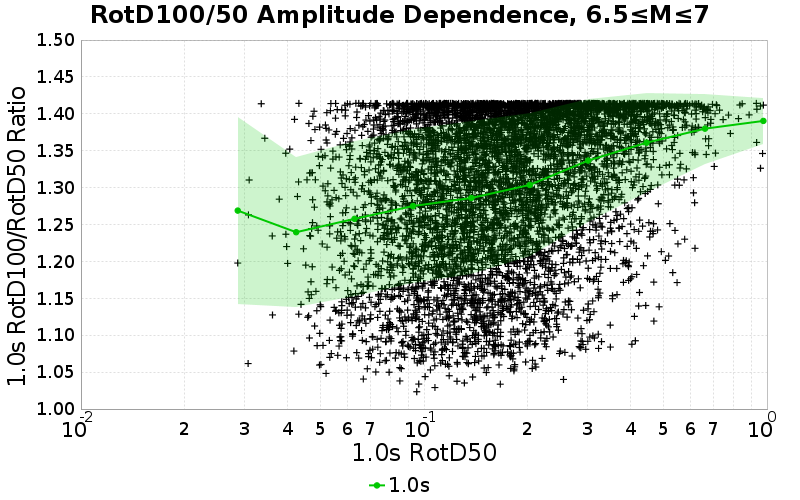 RotD100/50 Amplitude Dependence, 6.5≤M≤7
1.0s RotD100/RotD50 Ratio
1.50
1.45
1.40
1.35
1.30
1.25
1.20
1.15
1.10
1.05
1.00
10⁻² 2 3 4 5 6 7 10⁻¹ 2 3 4 5 6 7 10⁰
1.0s RotD50
1.0s